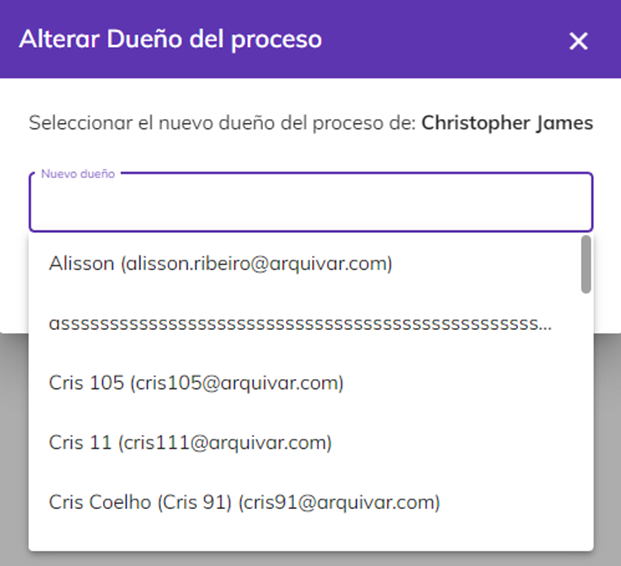 Alterar Dueño del proceso
Seleccionar el nuevo dueño del proceso de: Christopher James
Nuevo dueño
Alisson (alisson.ribeiro@arquivar.com)
asssssssssssssssssssssssssssssssssssssssssssssssss...
Cris 105 (cris105@arquivar.com)
Cris 11 (cris111@arquivar.com)
Cris Coelho (Cris 91) (cris91@arquivar.com)